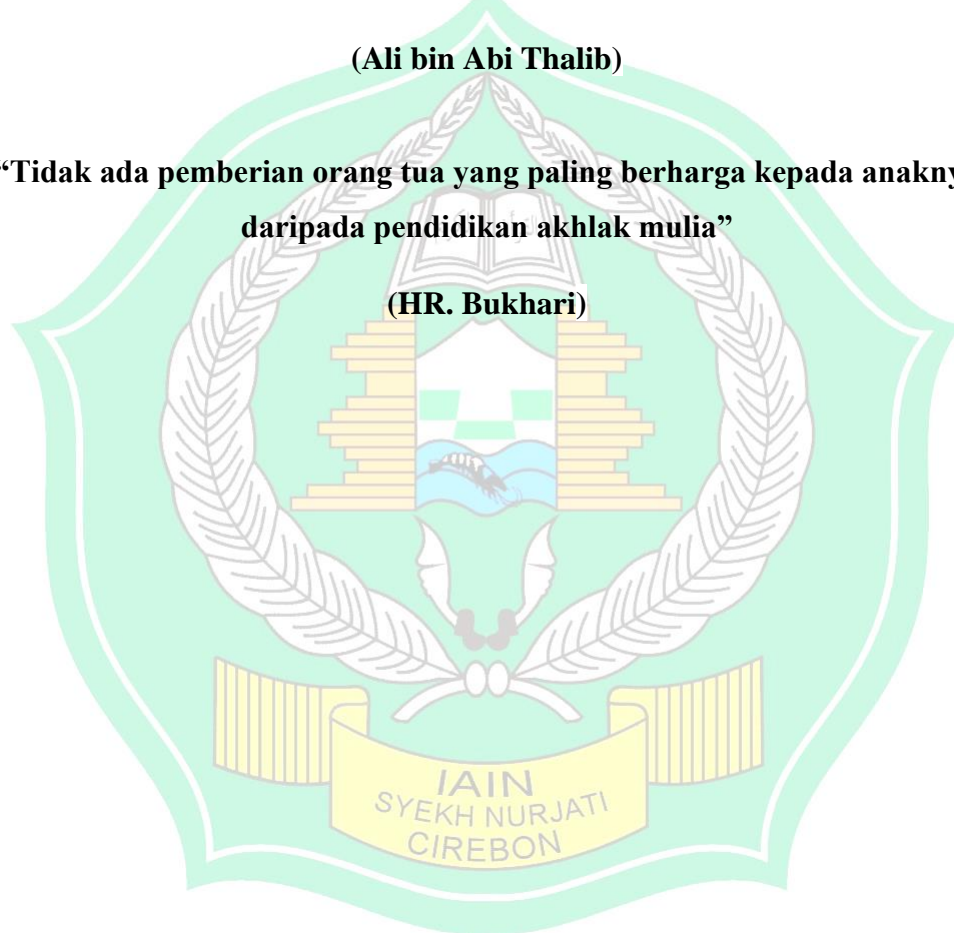 (Ali bin Abi Thalib)
“Tidak ada pemberian orang tua yang paling berharga kepada anakny
daripada pendidikan akhlak mulia”
(HR. Bukhari)
IAIN
SYEKH NURJATI
CIREBON